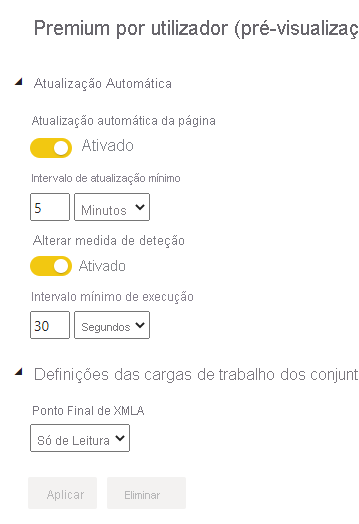 Premium por utilizador (pré-visualizaç
Atualização Automática
Atualização automática da página
Ativado
Intervalo de atualização mínimo
5 Minutos
Alterar medida de deteção
Ativado
Intervalo mínimo de execução
30 Segundos
Definições das cargas de trabalho dos conjunt
Ponto Final de XMLA
Só de Leitura
Aplicar Eliminar